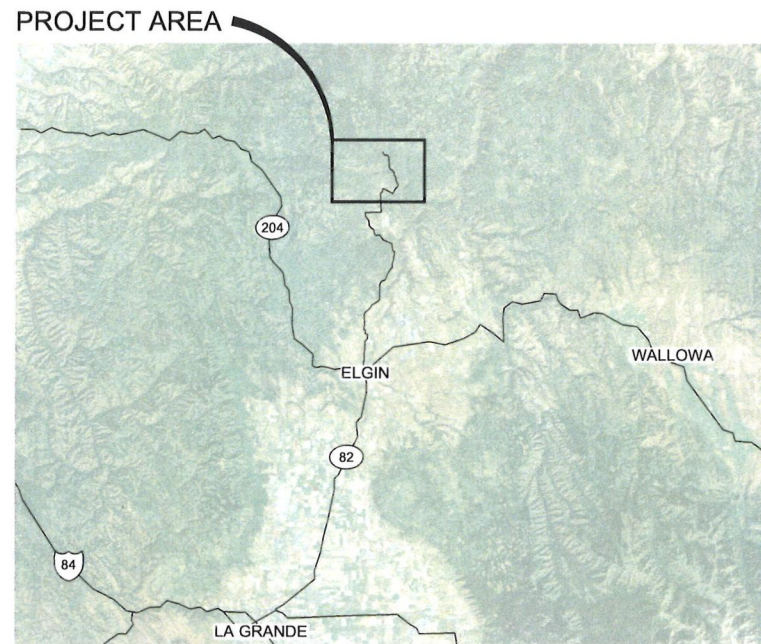 PROJECT AREA
204
WALLOWA
ELGIN
82
84
LA GRANDE